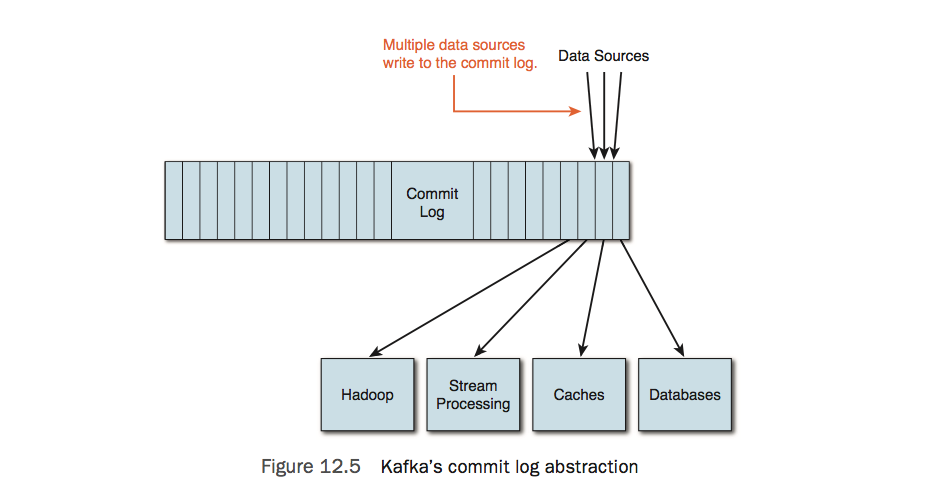 Multiple data sources
write to the commit log.
Data Sources
Commit
Log
Hadoop
Stream
Processing
Caches
Databases
Figure 12.5 Kafka’s commit log abstraction